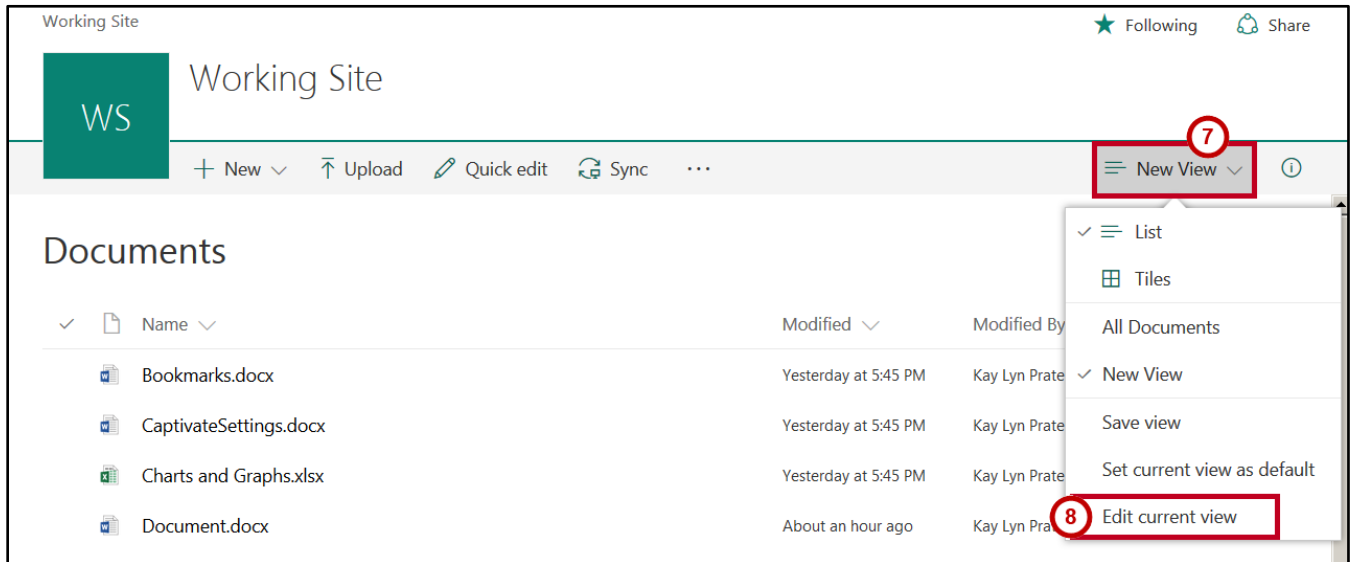 Working Site
Following Share
Working Site
WS
7
New Upload Quick edit Sync ... New View
List
Documents
Tiles
Name Modified Modified By All Documents
Bookmarks.docx Yesterday at 5:45 PM Kay Lyn Prate New View
CaptivateSettings.docx Yesterday at 5:45 PM Kay Lyn Prate Save view
Charts and Graphs.xlsx Yesterday at 5:45 PM Kay Lyn Prate Set current view as default
Document.docx About an hour ago Kay Lyn Pra 8 Edit current view